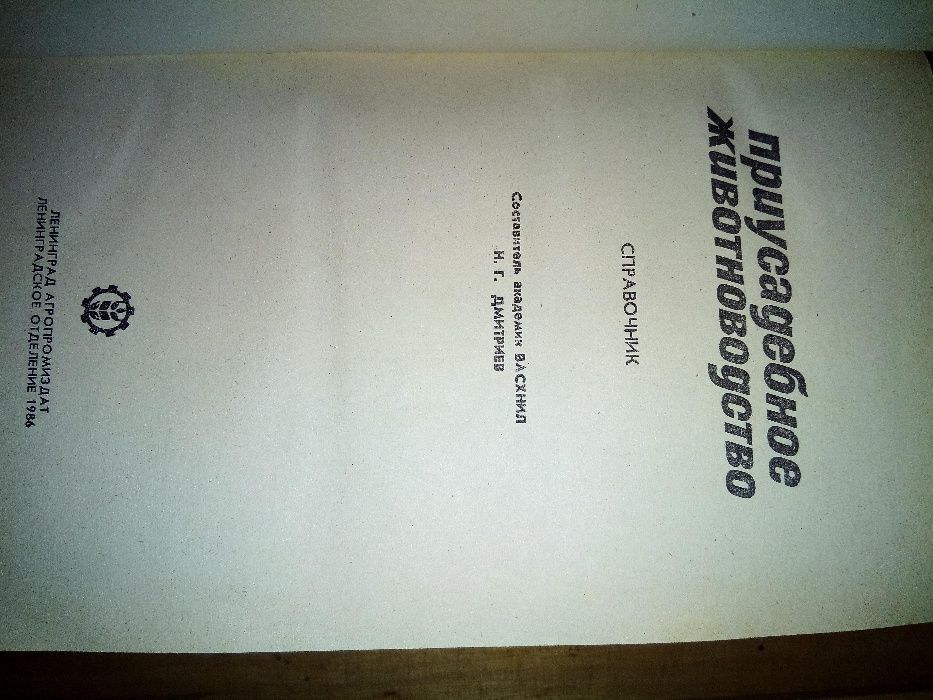 приусадебное
животноводство
СПРАВОЧНИК
Составитель академик ВАСХНИЛ
Н. Г. ДМИТРИЕВ
ЛЕНИНГРАД АГРОПРОМИЗДАТ
ЛЕНИНГРАДСКОЕ ОТДЕЛЕНИЕ 1986